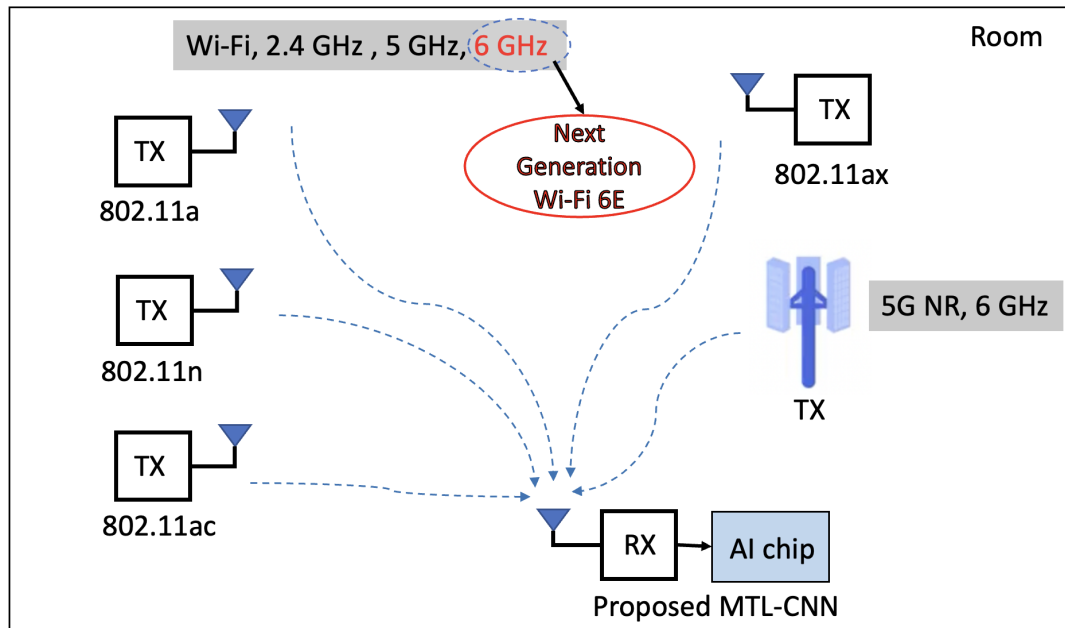 Room
Wi-Fi, 2.4 GHz , 5 GHz, 6 GHz
Next
Generation
Wi-Fi 6E
TX
802.11a
TX
802.11ax
TX
802.11n
5G NR, 6 GHz
TX
TX
802.11ac
RX
AI chip
Proposed MTL-CNN